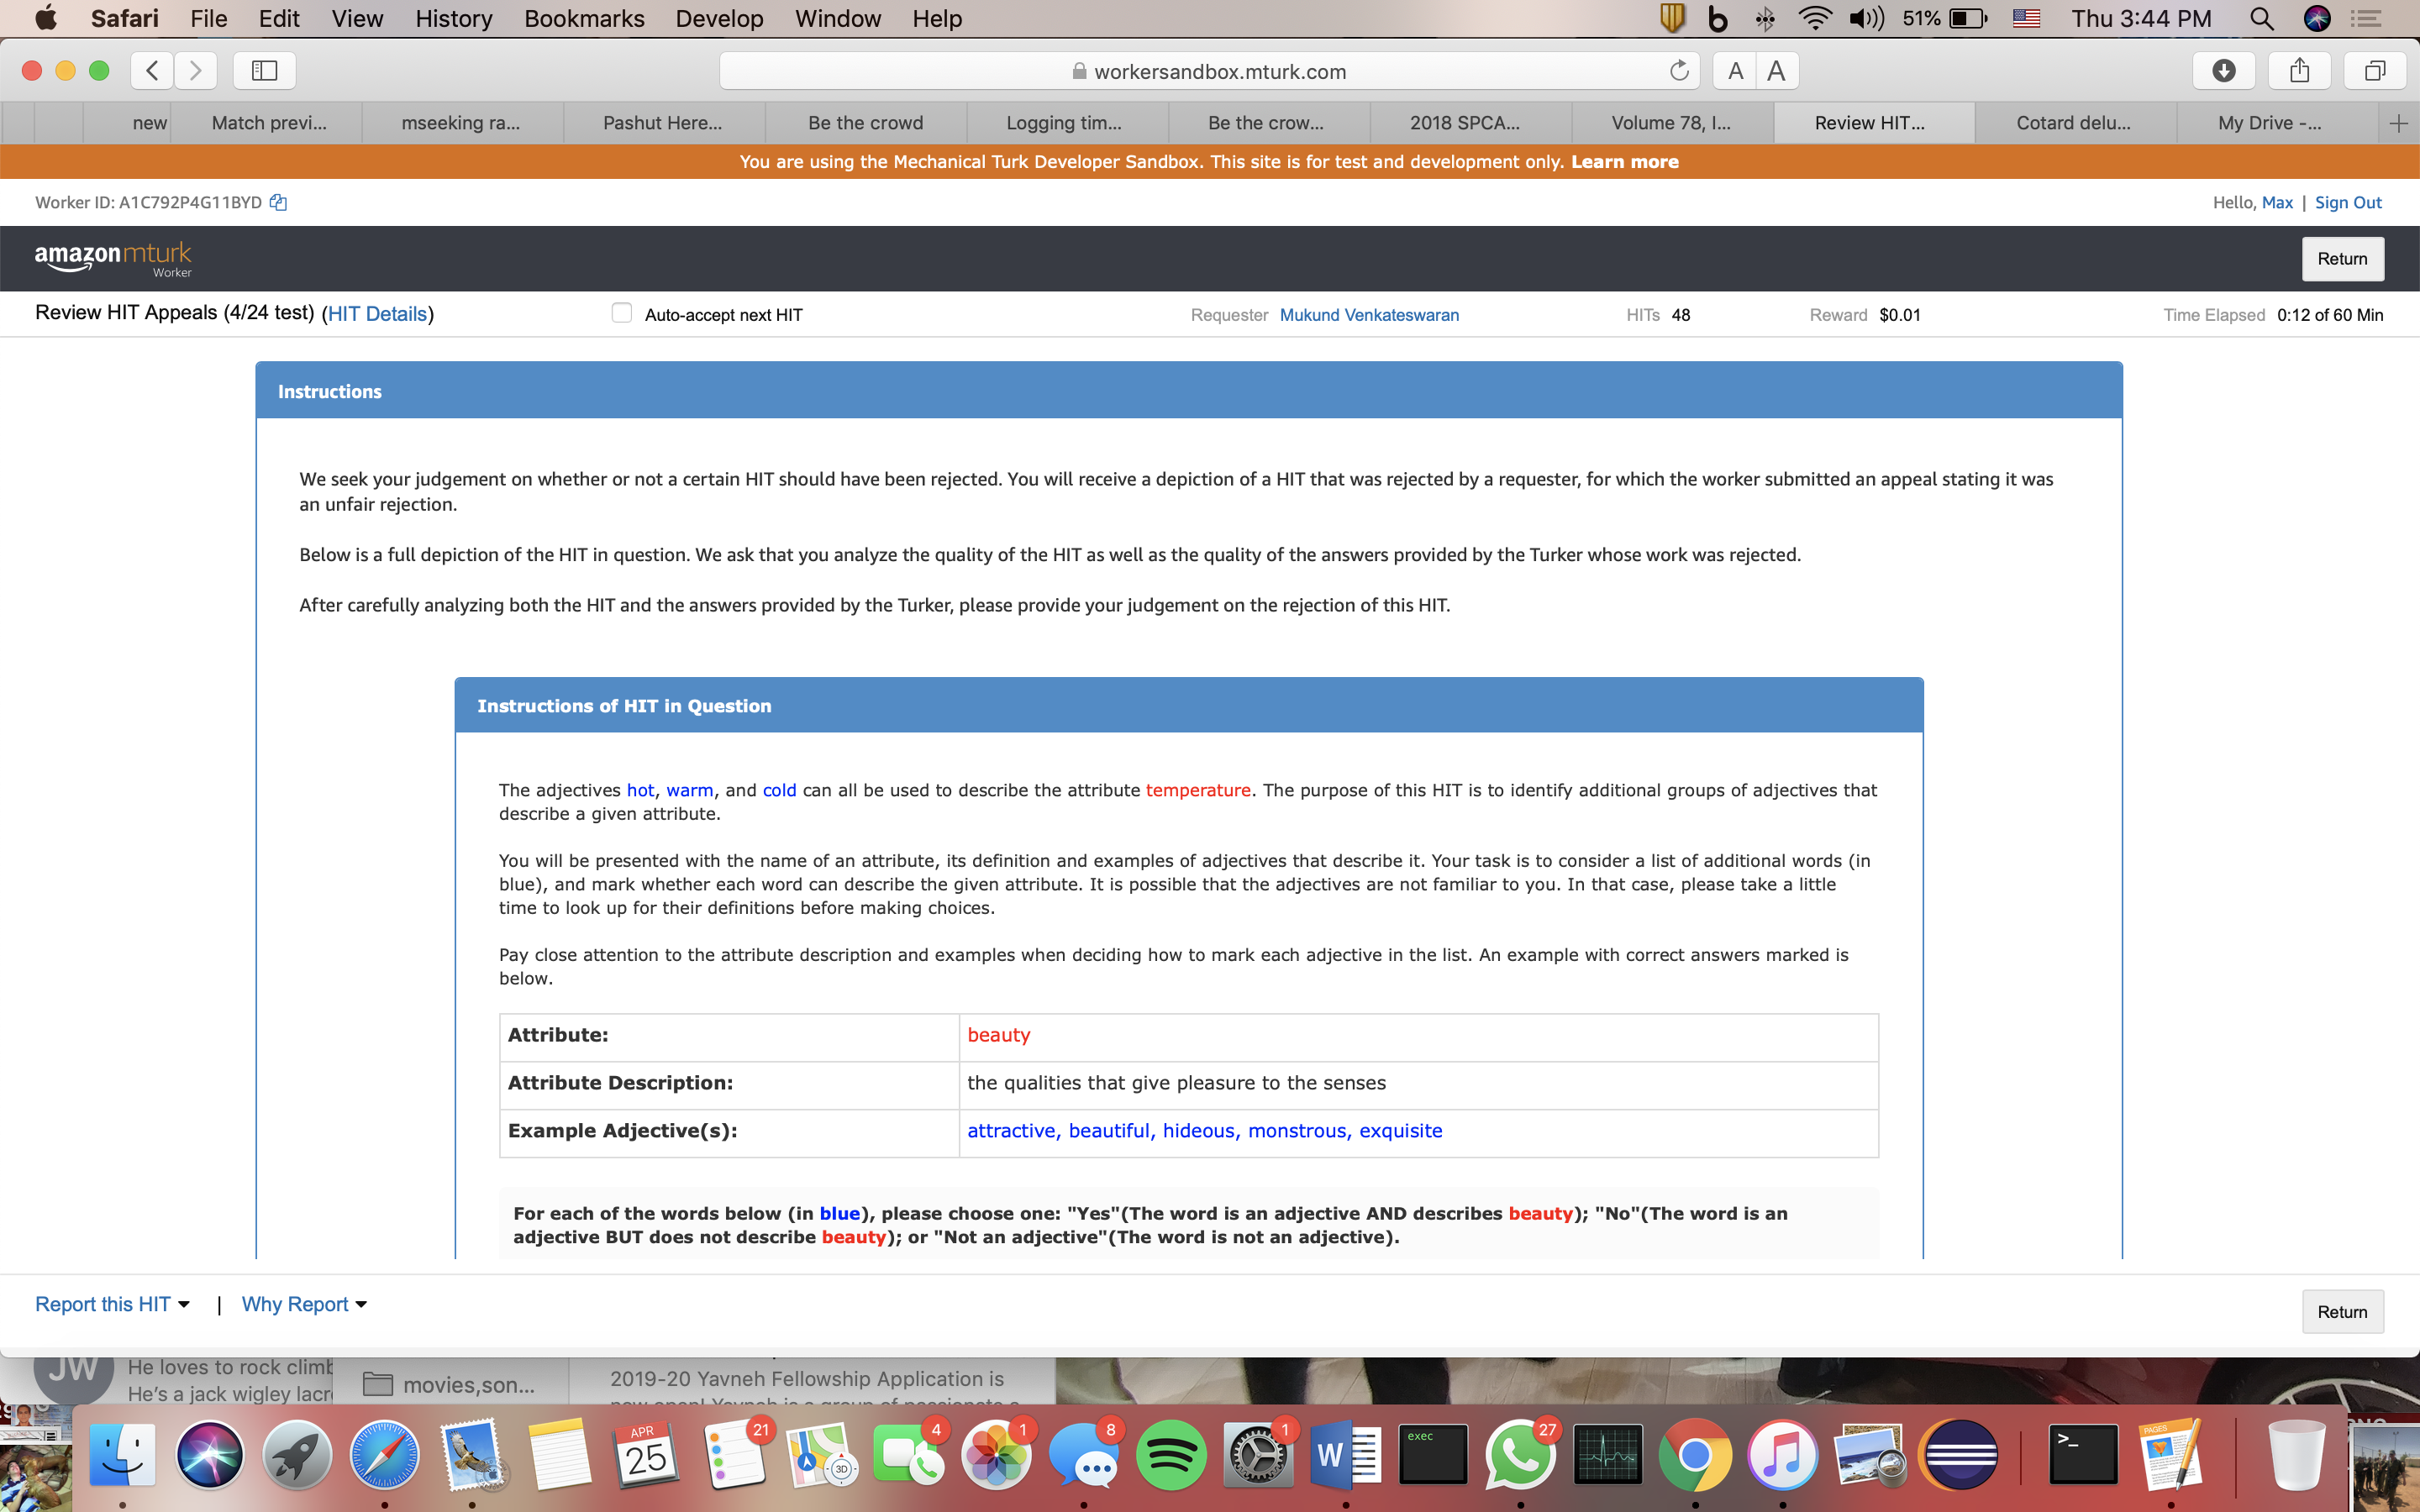 Safari File Edit View History Bookmarks Develop Window Help 51% Thu 3:44 PM
workersandbox.mturk.com A A
new Match previ... mseeking ra... Pashut Here... Be the crowd Logging tim... Be the crow... 2018 SPCA... Volume 78, I... Review HIT... Cotard delu... My Drive -...
You are using the Mechanical Turk Developer Sandbox. This site is for test and development only. Learn more
Worker ID: A1C792P4G11BYD Hello, Max | Sign Out
amazonmturk
Worker
Return
Review HIT Appeals (4/24 test) (HIT Details) Auto-accept next HIT Requester Mukund Venkateswaran HITs 48 Reward $0.01 Time Elapsed 0:12 of 60 Min
Instructions
We seek your judgement on whether or not a certain HIT should have been rejected. You will receive a depiction of a HIT that was rejected by a requester, for which the worker submitted an appeal stating it was
an unfair rejection.
Below is a full depiction of the HIT in question. We ask that you analyze the quality of the HIT as well as the quality of the answers provided by the Turker whose work was rejected.
After carefully analyzing both the HIT and the answers provided by the Turker, please provide your judgement on the rejection of this HIT.
Instructions of HIT in Question
The adjectives hot, warm, and cold can all be used to describe the attribute temperature. The purpose of this HIT is to identify additional groups of adjectives that
describe a given attribute.
You will be presented with the name of an attribute, its definition and examples of adjectives that describe it. Your task is to consider a list of additional words (in
blue), and mark whether each word can describe the given attribute. It is possible that the adjectives are not familiar to you. In that case, please take a little
time to look up for their definitions before making choices.
Pay close attention to the attribute description and examples when deciding how to mark each adjective in the list. An example with correct answers marked is
below.
Attribute: beauty
Attribute Description: the qualities that give pleasure to the senses
Example Adjective(s): attractive, beautiful, hideous, monstrous, exquisite
For each of the words below (in blue), please choose one: "Yes"(The word is an adjective AND describes beauty); "No"(The word is an
adjective BUT does not describe beauty); or "Not an adjective"(The word is not an adjective).
Report this HIT | Why Report
Return
JW He loves to rock climb
He's a jack wigley lacr
movies,son...
2019-20 Yavneh Fellowship Application is
APR
25
21
3D
4
1
8
1
W
exec
27
>_
PAGES